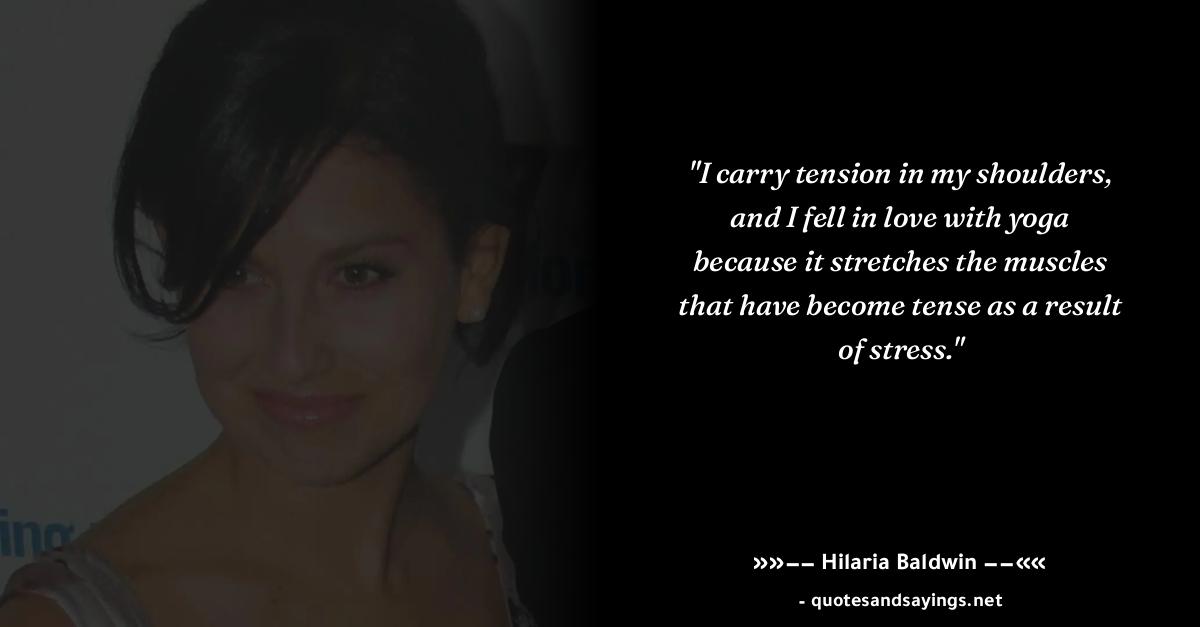 "I carry tension in my shoulders,
and I fell in love with yoga
because it stretches the muscles
that have become tense as a result
of stress."
»»–– Hilaria Baldwin ––««
- quotesandsayings.net
ing